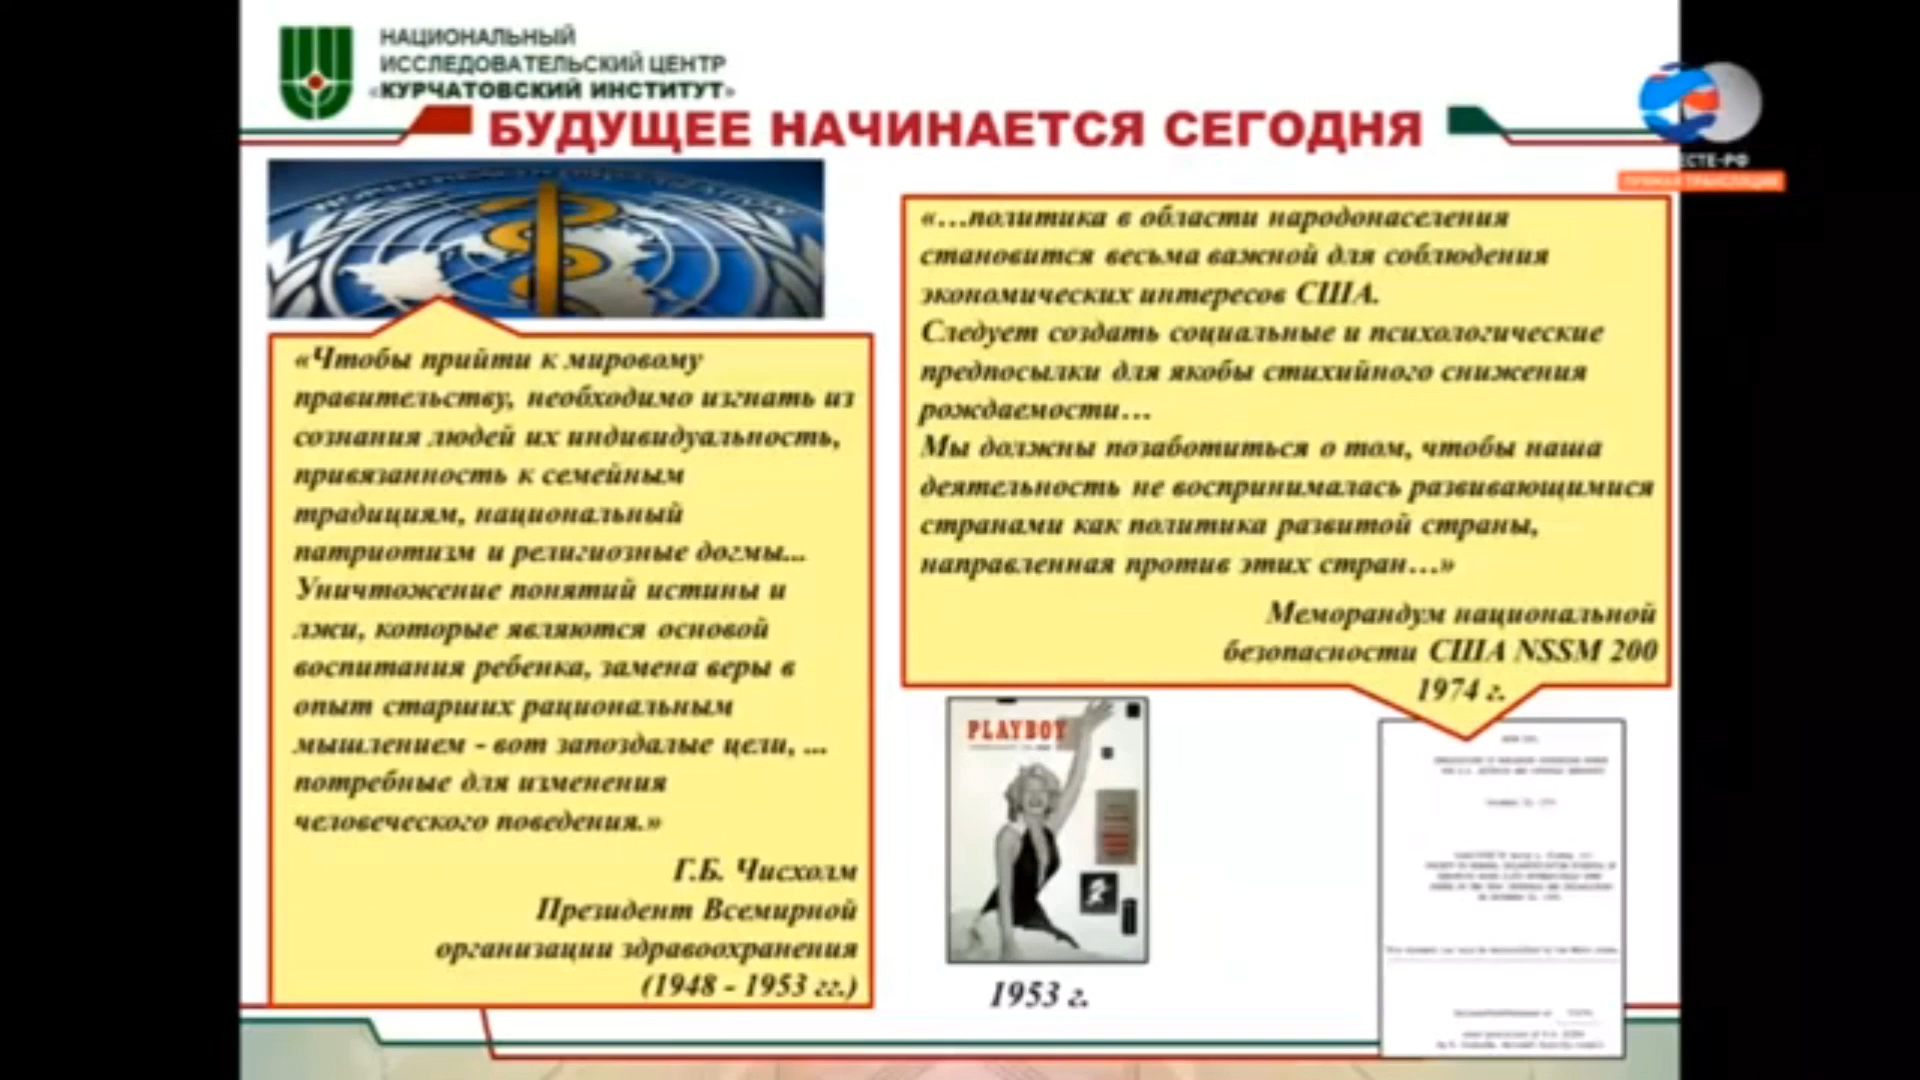 НАЦИОНАЛЬНЫЙ
ИССЛЕДОВАТЕЛЬСКИЙ ЦЕНТР
«КУРЧАТОВСКИЙ ИНСТИТУТ»
БУДУЩЕЕ НАЧИНАЕТСЯ СЕГОДНЯ
ЕСТЕ-РФ
ПРЯМАЯ ТРАНСЛЯЦИЯ
«Чтобы прийти к мировому
правительству, необходимо изгнать из
сознания людей их индивидуальность,
привязанность к семейным
традициям, национальный
патриотизм и религиозные догмы...
Уничтожение понятий истины и
лжи, которые являются основой
воспитания ребенка, замена веры в
опыт старших рациональным
мышлением - вот запоздалые цели, ...
потребные для изменения
человеческого поведения.»
Г.Б. Чисхолм
Президент Всемирной
организации здравоохранения
(1948 - 1953 гг.)
«…политика в области народонаселения
становится весьма важной для соблюдения
экономических интересов США.
Следует создать социальные и психологические
предпосылки для якобы стихийного снижения
рождаемости…
Мы должны позаботиться о том, чтобы наша
деятельность не воспринималась развивающимися
странами как политика развитой страны,
направленная против этих стран…»
Меморандум национальной
безопасности США NSSM 200
1974 г.
PLAYBOY
1953 г.